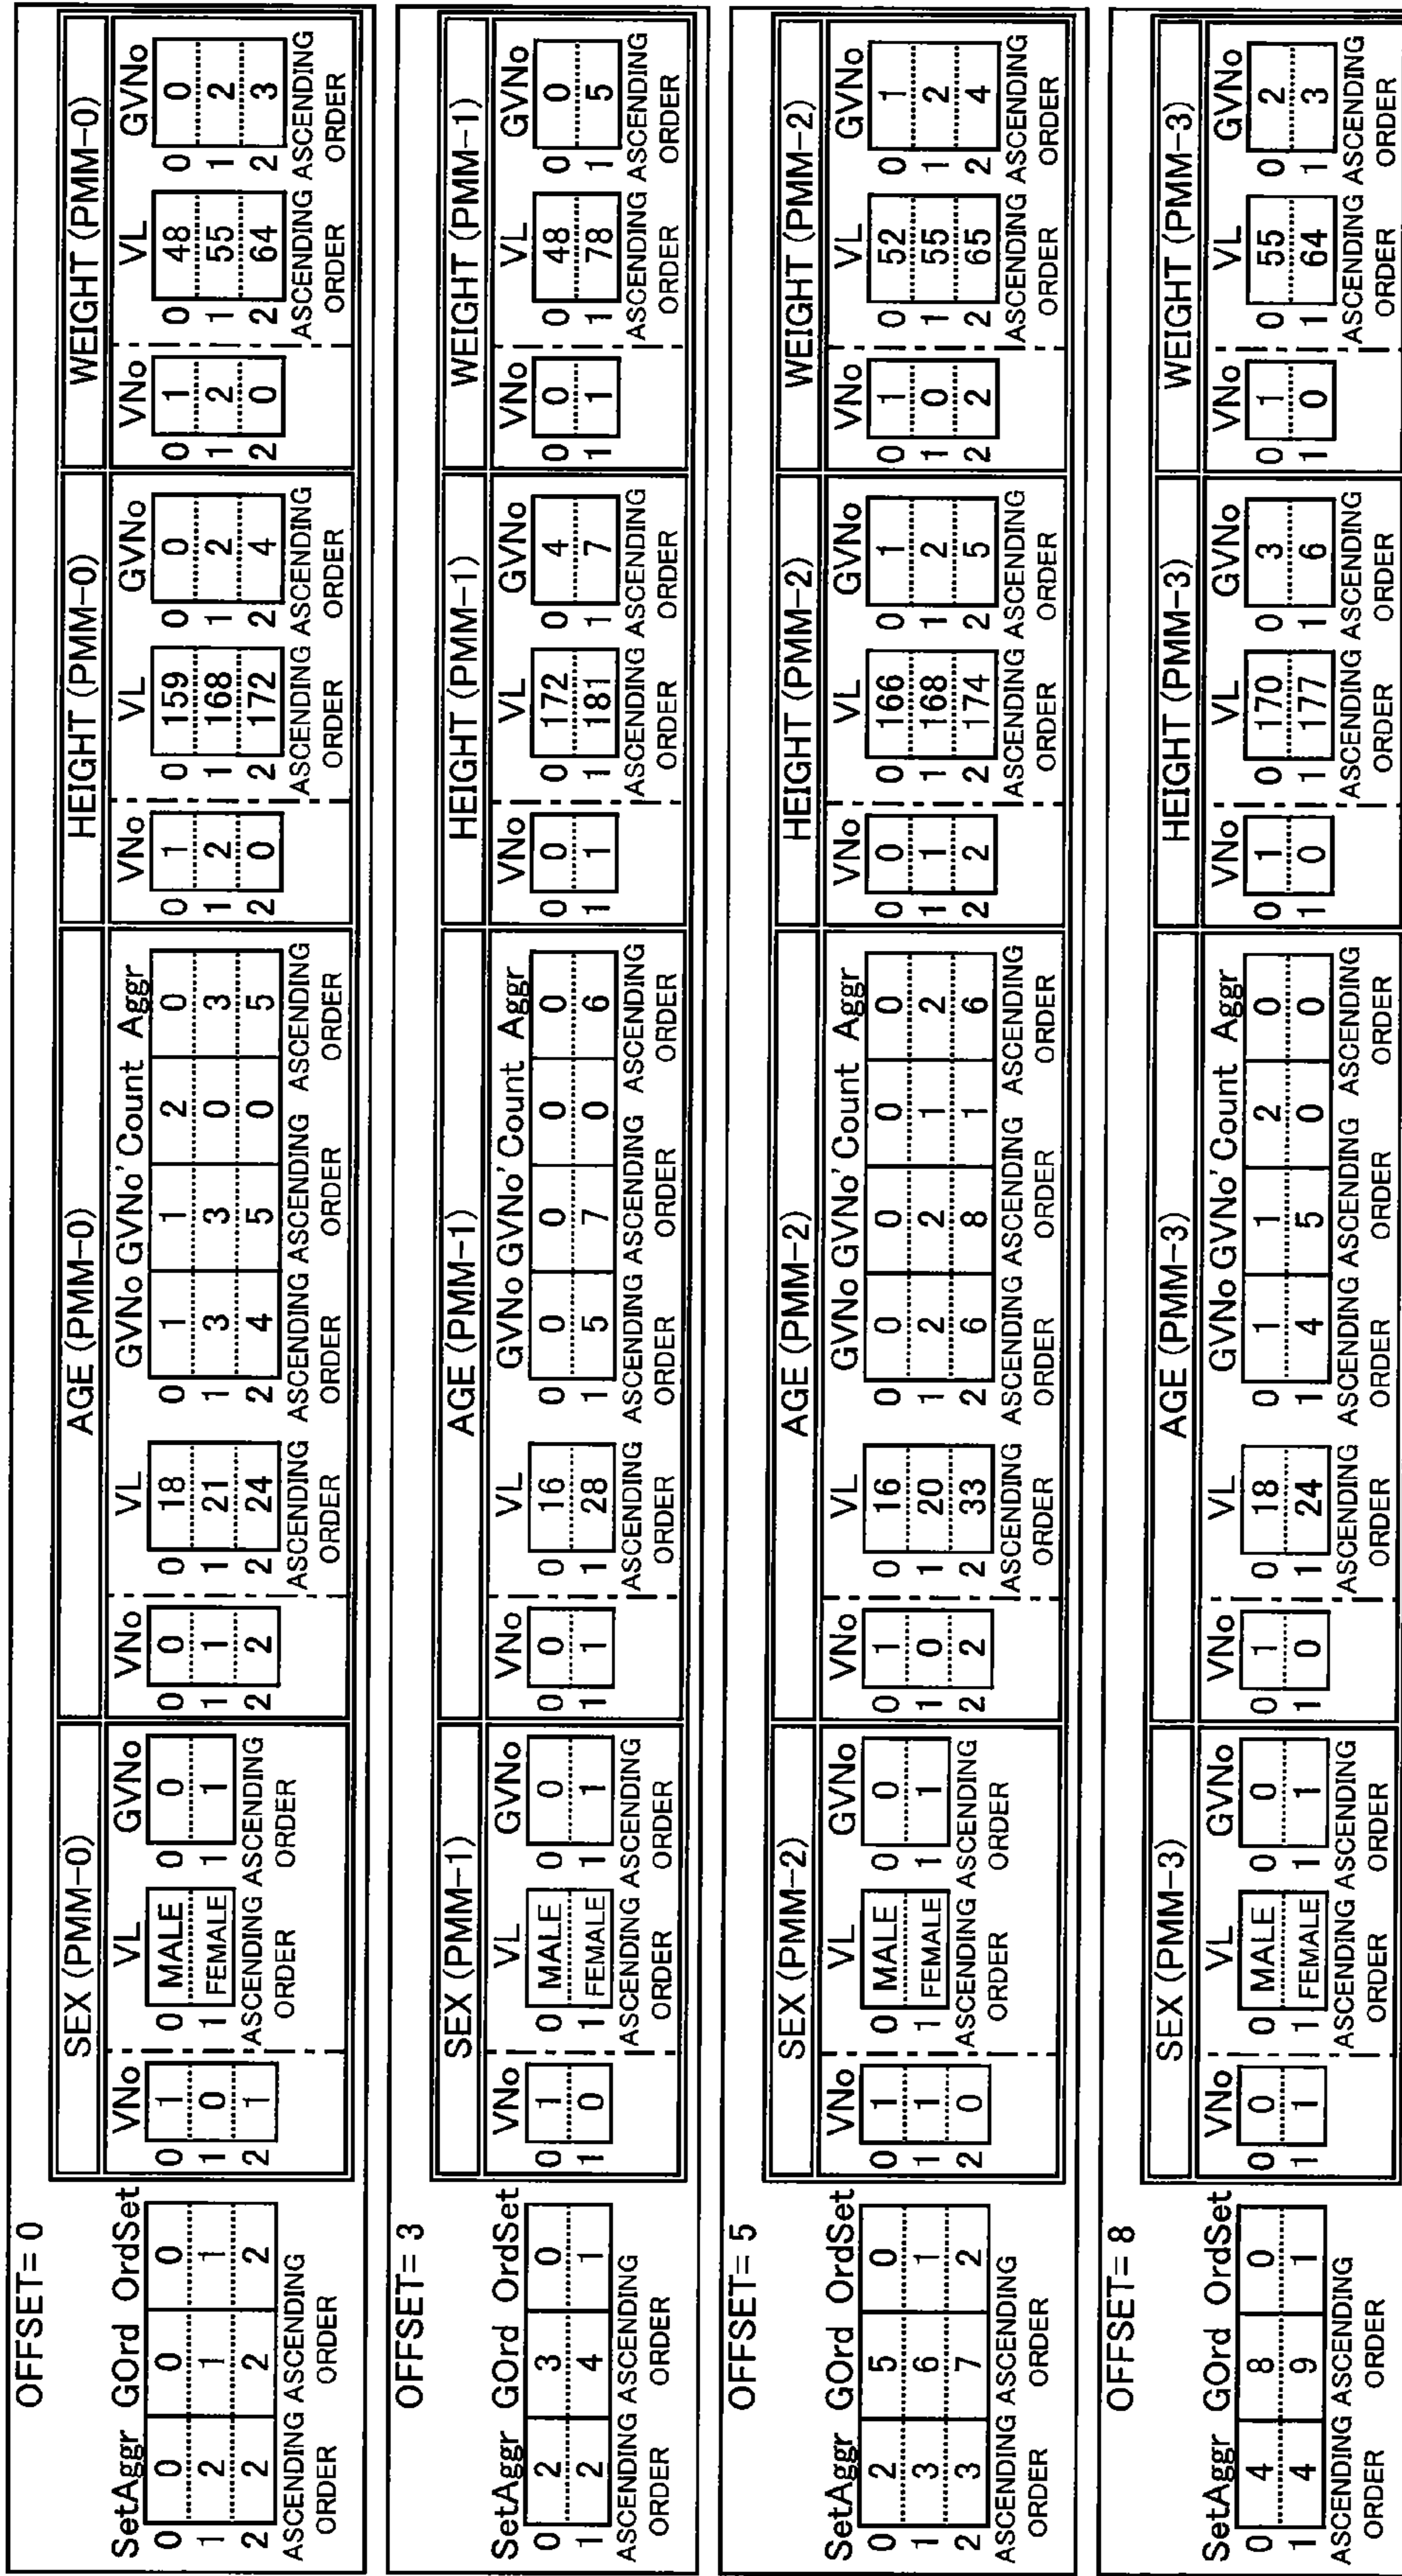 OFFSET= 0
SEX (PMM-0) AGE (PMM-0) HEIGHT (PMM-0) WEIGHT (PMM-0)
SetAggr GOrd OrdSet VNo VL GVNo VNo VL GVNo GVNo' Count Aggr VNo VL GVNo VNo VL GVNo
0 0 0 0 0 1 0 MALE 0 0 0 0 0 18 0 1 1 2 0 0 1 0 159 0 0 0 1 0 48 0 0
1 2 1 1 1 0 1 FEMALE 1 1 1 1 1 21 1 3 3 0 3 1 2 1 168 1 2 1 2 1 55 1 2
2 2 2 2 2 1 ASCENDING ASCENDING 2 2 2 24 2 4 5 0 5 2 0 2 172 2 4 2 0 2 64 2 3
ORDER ORDER
ASCENDING ASCENDING ASCENDING ASCENDING ASCENDING ASCENDING ASCENDING ASCENDING ASCENDING ASCENDING
ORDER ORDER ORDER ORDER ORDER ORDER ORDER ORDER ORDER ORDER
OFFSET= 3
SEX (PMM-1) AGE (PMM-1) HEIGHT (PMM-1) WEIGHT (PMM-1)
SetAggr GOrd OrdSet VNo VL GVNo VNo VL GVNo GVNo' Count Aggr VNo VL GVNo VNo VL GVNo
0 2 3 0 0 1 0 MALE 0 0 0 0 0 16 0 0 0 0 0 0 0 0 172 0 4 0 0 0 48 0 0
1 2 4 1 1 0 1 FEMALE 1 1 1 1 1 28 1 5 7 0 6 1 1 1 181 1 7 1 1 1 78 1 5
ASCENDING ASCENDING ASCENDING ASCENDING ASCENDING ASCENDING ASCENDING ASCENDING ASCENDING ASCENDING ASCENDING ASCENDING
ORDER ORDER ORDER ORDER ORDER ORDER ORDER ORDER ORDER ORDER ORDER ORDER
OFFSET= 5
SEX (PMM-2) AGE (PMM-2) HEIGHT (PMM-2) WEIGHT (PMM-2)
SetAggr GOrd OrdSet VNo VL GVNo VNo VL GVNo GVNo' Count Aggr VNo VL GVNo VNo VL GVNo
0 2 5 0 0 1 0 MALE 0 0 0 1 0 16 0 0 0 0 0 0 0 0 166 0 1 0 1 0 52 0 1
1 3 6 1 1 1 1 FEMALE 1 1 1 0 1 20 1 2 2 1 2 1 1 1 168 1 2 1 0 1 55 1 2
2 3 7 2 2 0 ASCENDING ASCENDING 2 2 2 33 2 6 8 1 6 2 2 2 174 2 5 2 2 2 65 2 4
ORDER ORDER
ASCENDING ASCENDING ASCENDING ASCENDING ASCENDING ASCENDING ASCENDING ASCENDING ASCENDING ASCENDING
ORDER ORDER ORDER ORDER ORDER ORDER ORDER ORDER ORDER ORDER
OFFSET= 8
SEX (PMM-3) AGE (PMM-3) HEIGHT (PMM-3) WEIGHT (PMM-3)
SetAggr GOrd OrdSet VNo VL GVNo VNo VL GVNo GVNo' Count Aggr VNo VL GVNo VNo VL GVNo
0 4 8 0 0 0 0 MALE 0 0 0 1 0 18 0 1 1 2 0 0 1 0 170 0 3 0 1 0 55 0 2
1 4 9 1 1 1 1 FEMALE 1 1 1 0 1 24 1 4 5 0 0 1 0 1 177 1 6 1 0 1 64 1 3
ASCENDING ASCENDING ASCENDING ASCENDING ASCENDING ASCENDING ASCENDING ASCENDING ASCENDING ASCENDING ASCENDING ASCENDING
ORDER ORDER ORDER ORDER ORDER ORDER ORDER ORDER ORDER ORDER ORDER ORDER